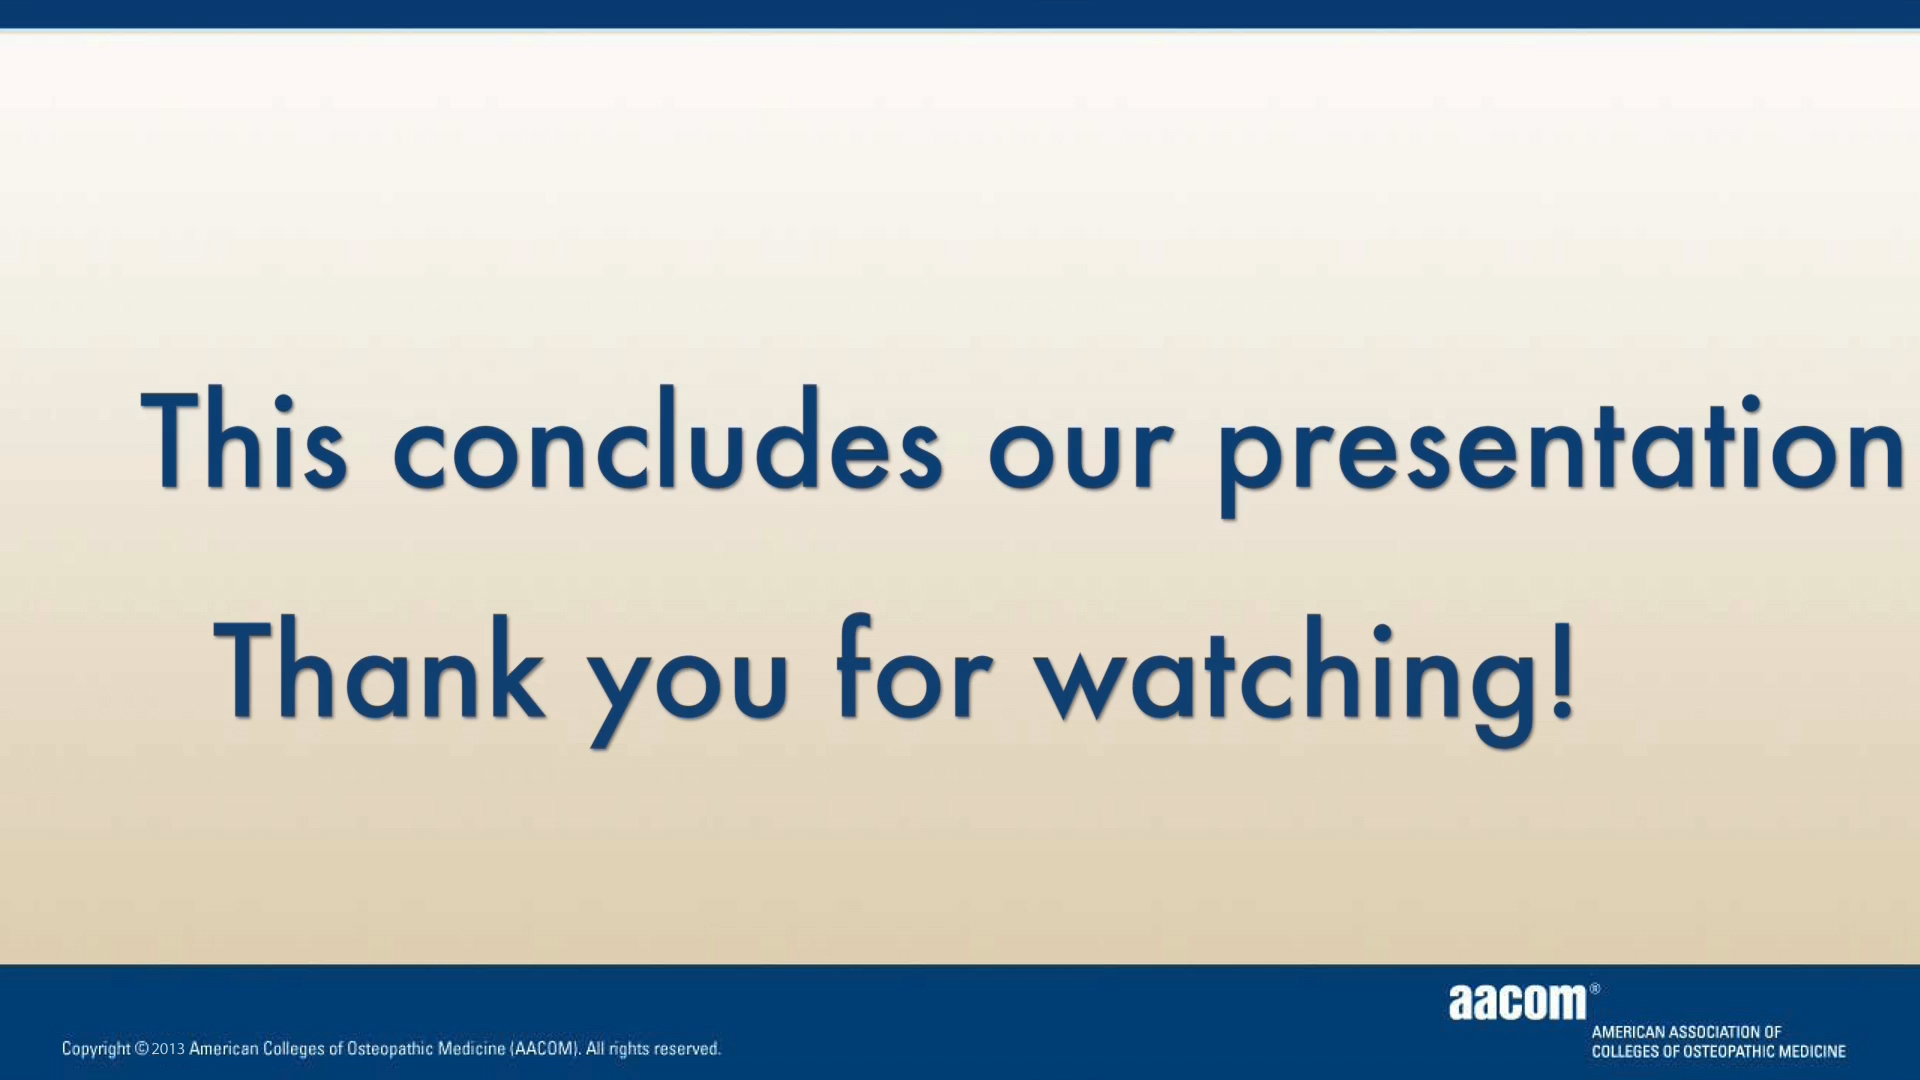 This concludes our presentation
Thank you for watching!
aacom®
AMERICAN ASSOCIATION OF
COLLEGES OF OSTEOPATHIC MEDICINE
Copyright ©2013 American Colleges of Osteopathic Medicine (AACOM). All rights reserved.